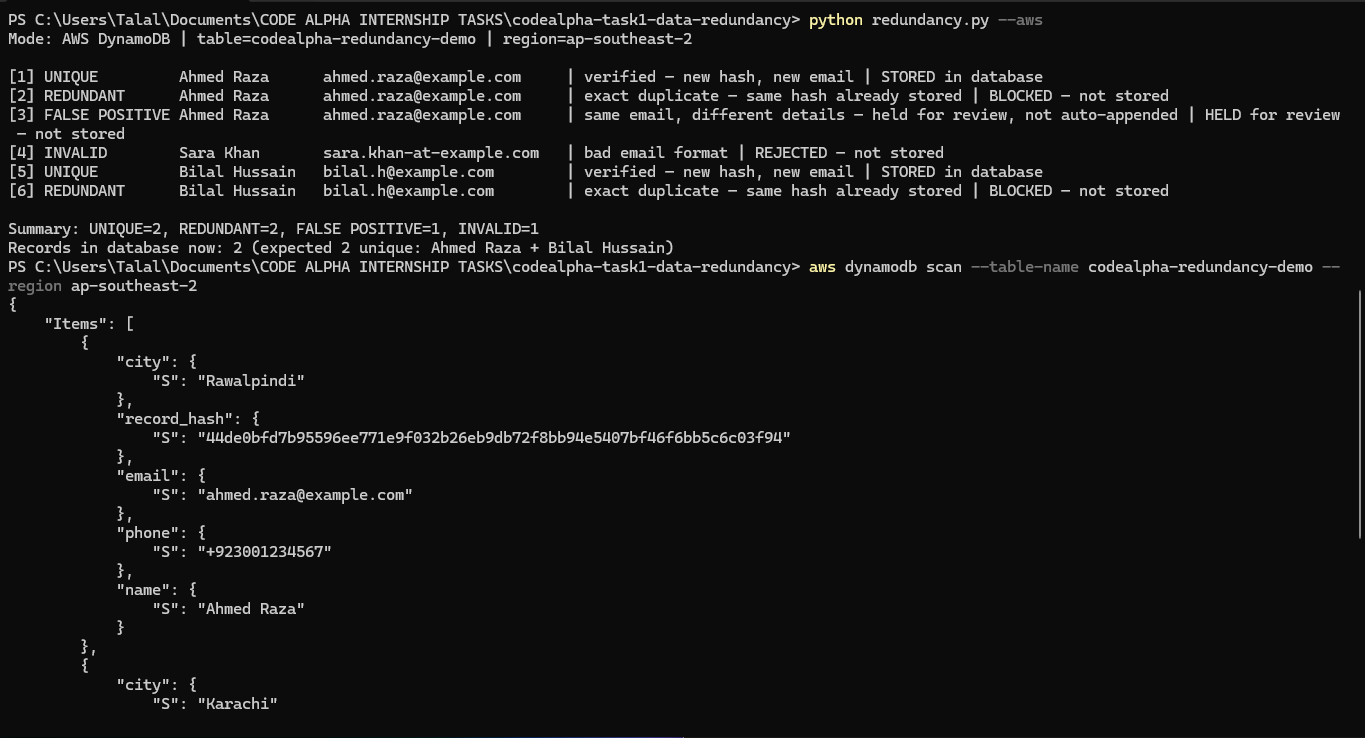 PS C:\Users\Talal\Documents\CODE ALPHA INTERNSHIP TASKS\codealpha-task1-data-redundancy> python redundancy.py --aws
Mode: AWS DynamoDB | table=codealpha-redundancy-demo | region=ap-southeast-2
[1] UNIQUE         Ahmed Raza      ahmed.raza@example.com     | verified — new hash, new email | STORED in database
[2] REDUNDANT      Ahmed Raza      ahmed.raza@example.com     | exact duplicate — same hash already stored | BLOCKED — not stored
[3] FALSE POSITIVE Ahmed Raza      ahmed.raza@example.com     | same email, different details — held for review, not auto-appended | HELD for review
 — not stored
[4] INVALID        Sara Khan       sara.khan-at-example.com   | bad email format | REJECTED — not stored
[5] UNIQUE         Bilal Hussain   bilal.h@example.com        | verified — new hash, new email | STORED in database
[6] REDUNDANT      Bilal Hussain   bilal.h@example.com        | exact duplicate — same hash already stored | BLOCKED — not stored
Summary: UNIQUE=2, REDUNDANT=2, FALSE POSITIVE=1, INVALID=1
Records in database now: 2 (expected 2 unique: Ahmed Raza + Bilal Hussain)
PS C:\Users\Talal\Documents\CODE ALPHA INTERNSHIP TASKS\codealpha-task1-data-redundancy> aws dynamodb scan --table-name codealpha-redundancy-demo --
region ap-southeast-2
{
    "Items": [
        {
            "city": {
                "S": "Rawalpindi"
            },
            "record_hash": {
                "S": "44de0bfd7b95596ee771e9f032b26eb9db72f8bb94e5407bf46f6bb5c6c03f94"
            },
            "email": {
                "S": "ahmed.raza@example.com"
            },
            "phone": {
                "S": "+923001234567"
            },
            "name": {
                "S": "Ahmed Raza"
            }
        },
        {
            "city": {
                "S": "Karachi"